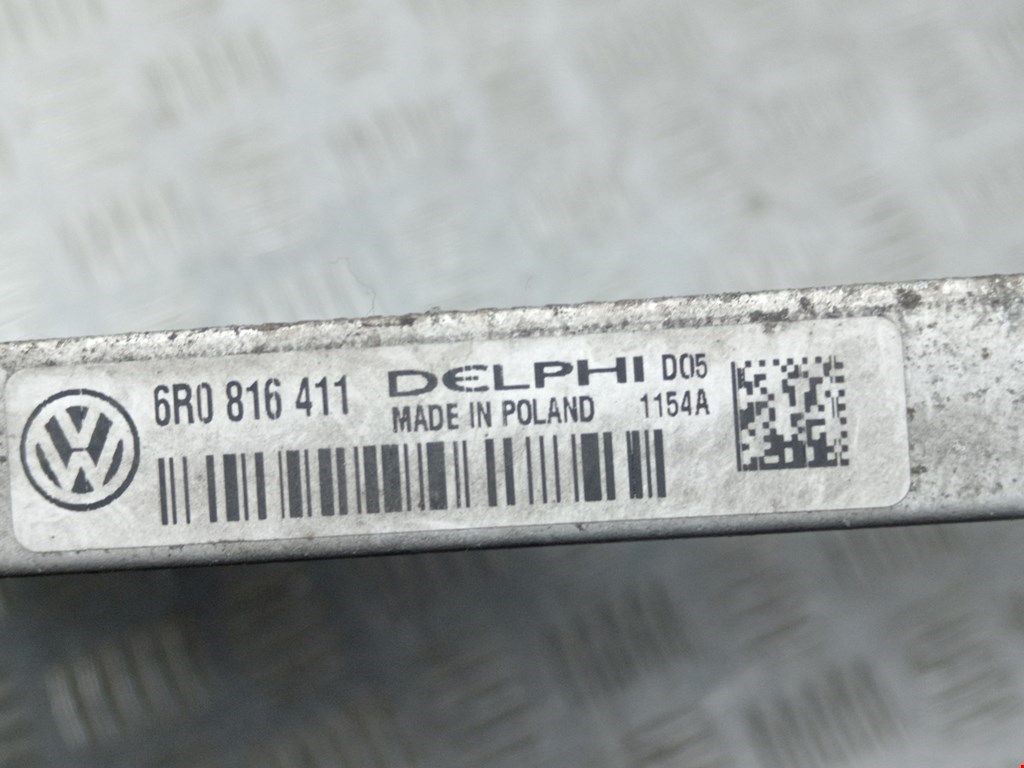 6R0 816 411 DELPHI D05
MADE IN POLAND 1154A